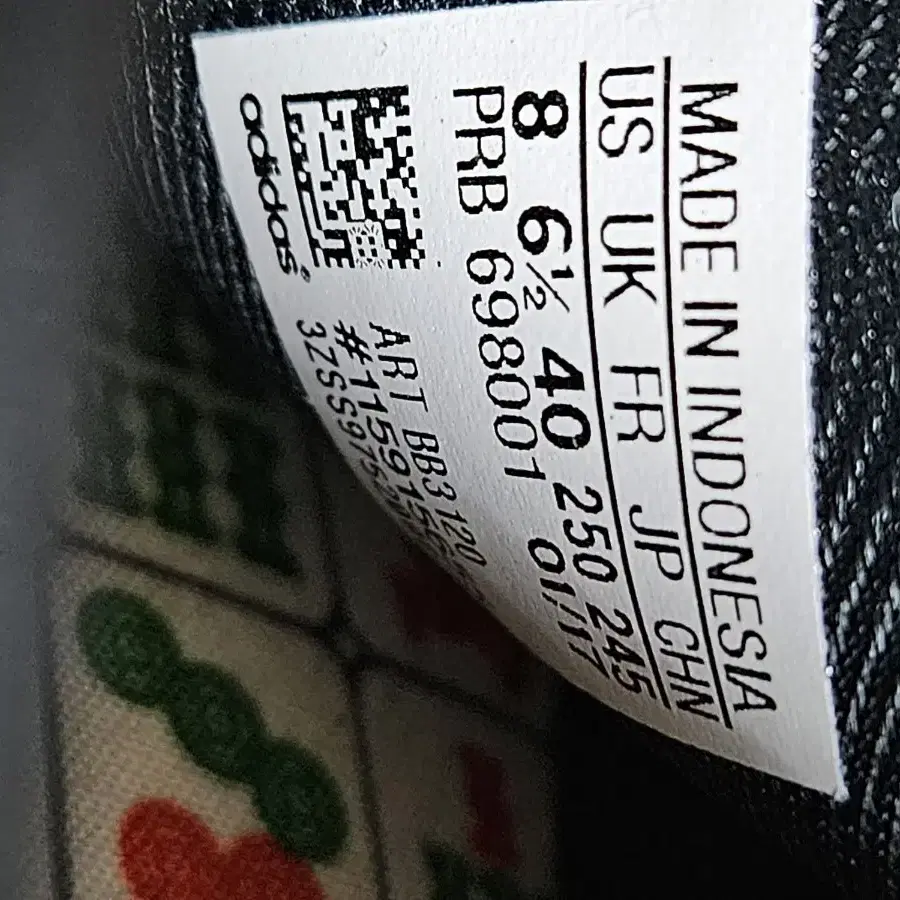 MADE IN INDONESIA
US UK FR JP CHN
8 6½ 40 250 245
PRB 698001 01/17
ART BB3120
adidas